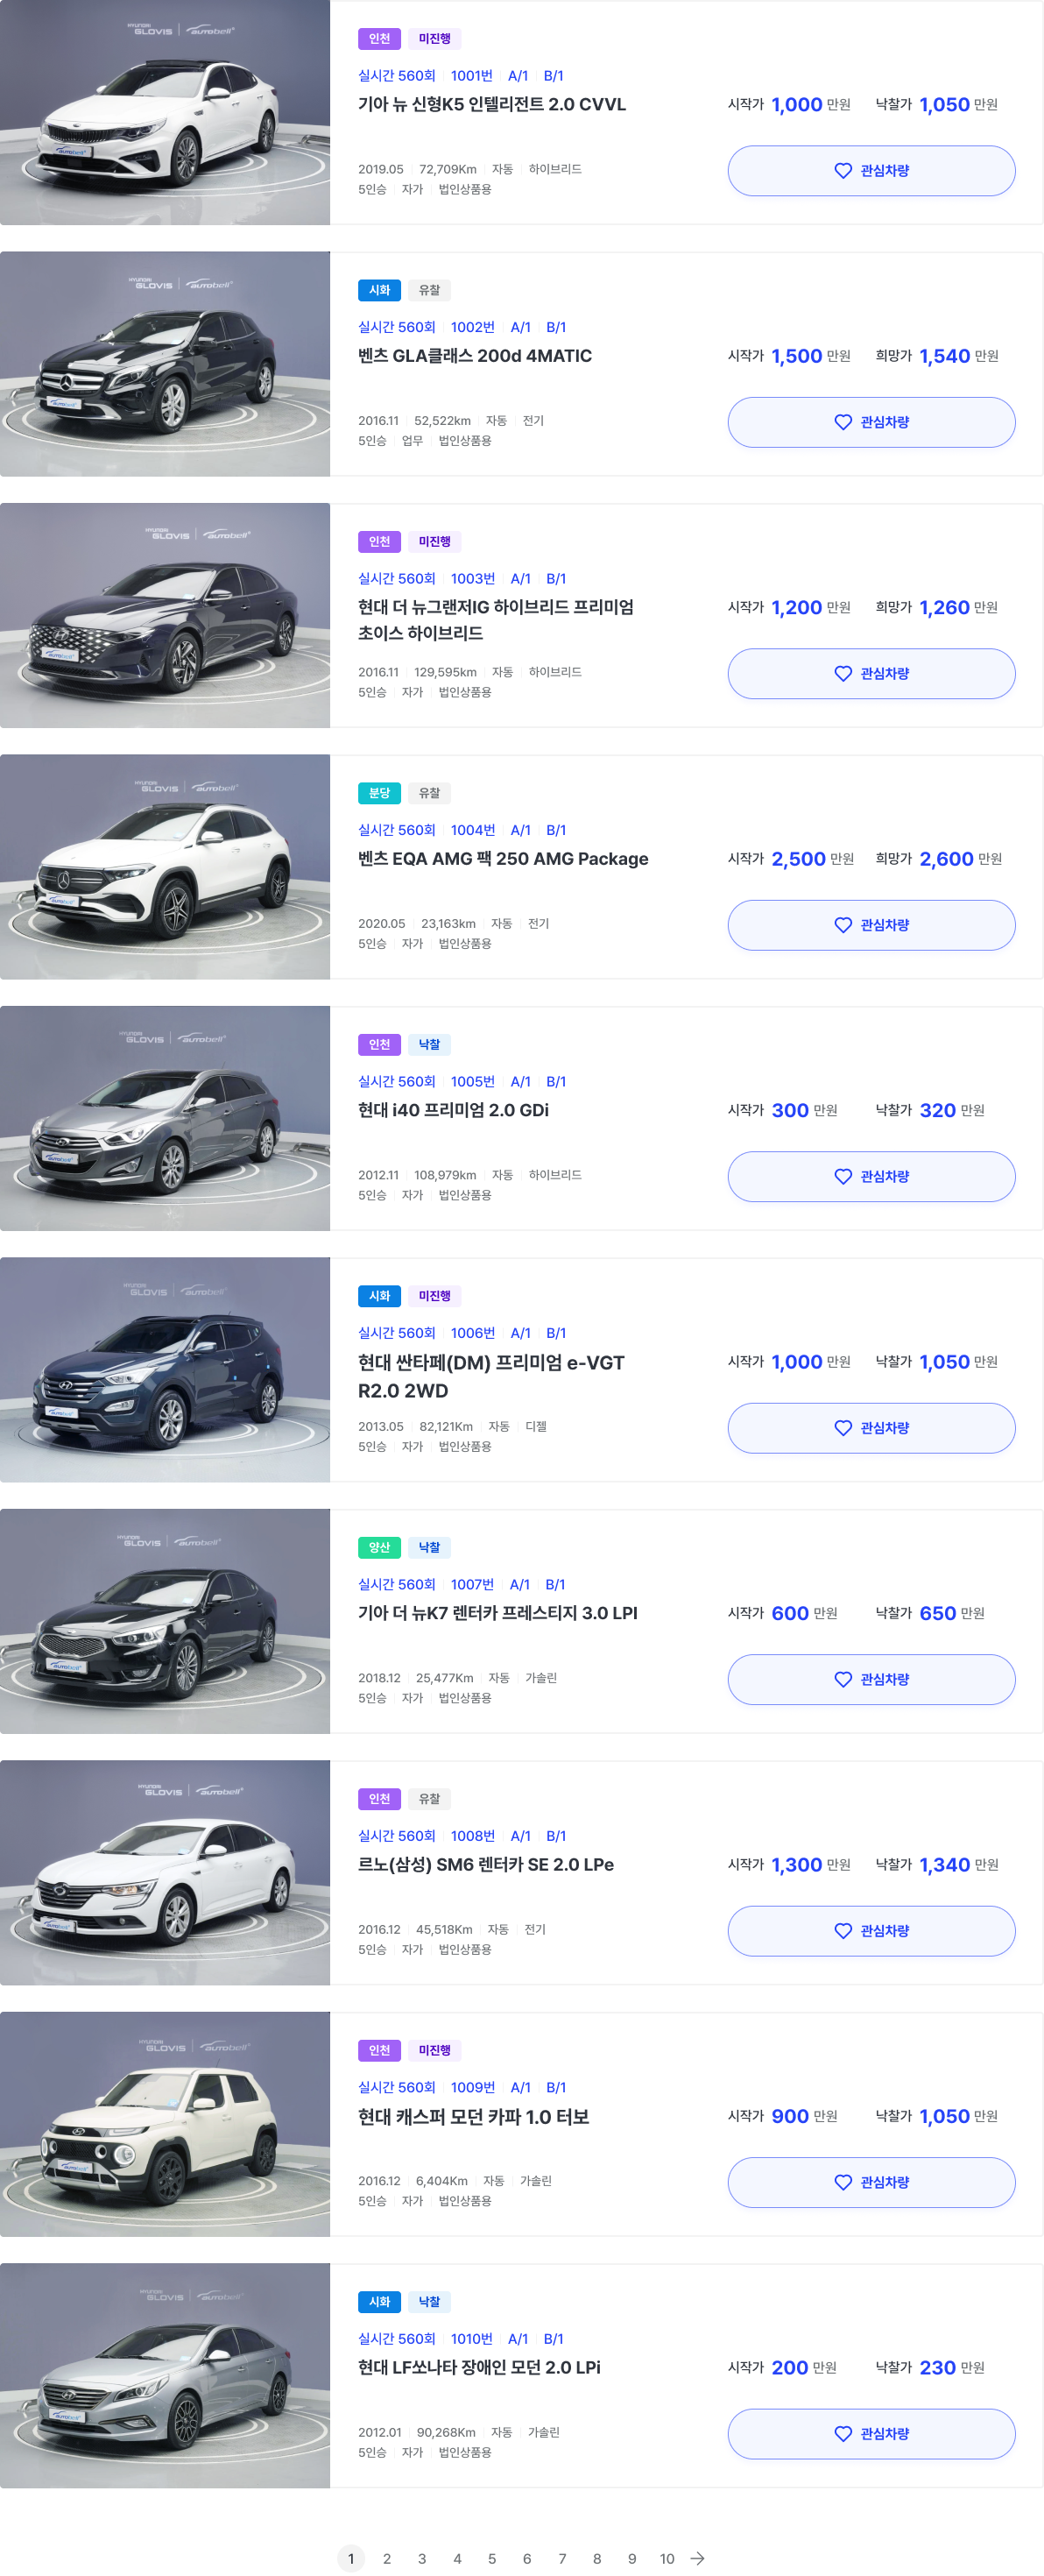 HYUNDAI
GLOVIS autobell
인천 미진행
실시간 560회 1001번 A/1 B/1
기아 뉴 신형K5 인텔리전트 2.0 CVVL
시작가 1,000 만원 낙찰가 1,050 만원
2019.05 72,709Km 자동 하이브리드
5인승 자가 법인상품용
관심차량
HYUNDAI
GLOVIS autobell
시화 유찰
실시간 560회 1002번 A/1 B/1
벤츠 GLA클래스 200d 4MATIC
시작가 1,500 만원 희망가 1,540 만원
2016.11 52,522km 자동 전기
5인승 업무 법인상품용
관심차량
HYUNDAI
GLOVIS autobell
인천 미진행
실시간 560회 1003번 A/1 B/1
현대 더 뉴그랜저IG 하이브리드 프리미엄
초이스 하이브리드
시작가 1,200 만원 희망가 1,260 만원
2016.11 129,595km 자동 하이브리드
5인승 자가 법인상품용
관심차량
HYUNDAI
GLOVIS autobell
분당 유찰
실시간 560회 1004번 A/1 B/1
벤츠 EQA AMG 팩 250 AMG Package
시작가 2,500 만원 희망가 2,600 만원
2020.05 23,163km 자동 전기
5인승 자가 법인상품용
관심차량
HYUNDAI
GLOVIS autobell
인천 낙찰
실시간 560회 1005번 A/1 B/1
현대 i40 프리미엄 2.0 GDi
시작가 300 만원 낙찰가 320 만원
2012.11 108,979km 자동 하이브리드
5인승 자가 법인상품용
관심차량
HYUNDAI
GLOVIS autobell
시화 미진행
실시간 560회 1006번 A/1 B/1
현대 싼타페(DM) 프리미엄 e-VGT
R2.0 2WD
시작가 1,000 만원 낙찰가 1,050 만원
2013.05 82,121Km 자동 디젤
5인승 자가 법인상품용
관심차량
HYUNDAI
GLOVIS autobell
양산 낙찰
실시간 560회 1007번 A/1 B/1
기아 더 뉴K7 렌터카 프레스티지 3.0 LPI
시작가 600 만원 낙찰가 650 만원
2018.12 25,477Km 자동 가솔린
5인승 자가 법인상품용
관심차량
HYUNDAI
GLOVIS autobell
인천 유찰
실시간 560회 1008번 A/1 B/1
르노(삼성) SM6 렌터카 SE 2.0 LPe
시작가 1,300 만원 낙찰가 1,340 만원
2016.12 45,518Km 자동 전기
5인승 자가 법인상품용
관심차량
HYUNDAI
GLOVIS autobell
인천 미진행
실시간 560회 1009번 A/1 B/1
현대 캐스퍼 모던 카파 1.0 터보
시작가 900 만원 낙찰가 1,050 만원
2016.12 6,404Km 자동 가솔린
5인승 자가 법인상품용
관심차량
HYUNDAI
GLOVIS autobell
시화 낙찰
실시간 560회 1010번 A/1 B/1
현대 LF쏘나타 장애인 모던 2.0 LPi
시작가 200 만원 낙찰가 230 만원
2012.01 90,268Km 자동 가솔린
5인승 자가 법인상품용
관심차량
1 2 3 4 5 6 7 8 9 10